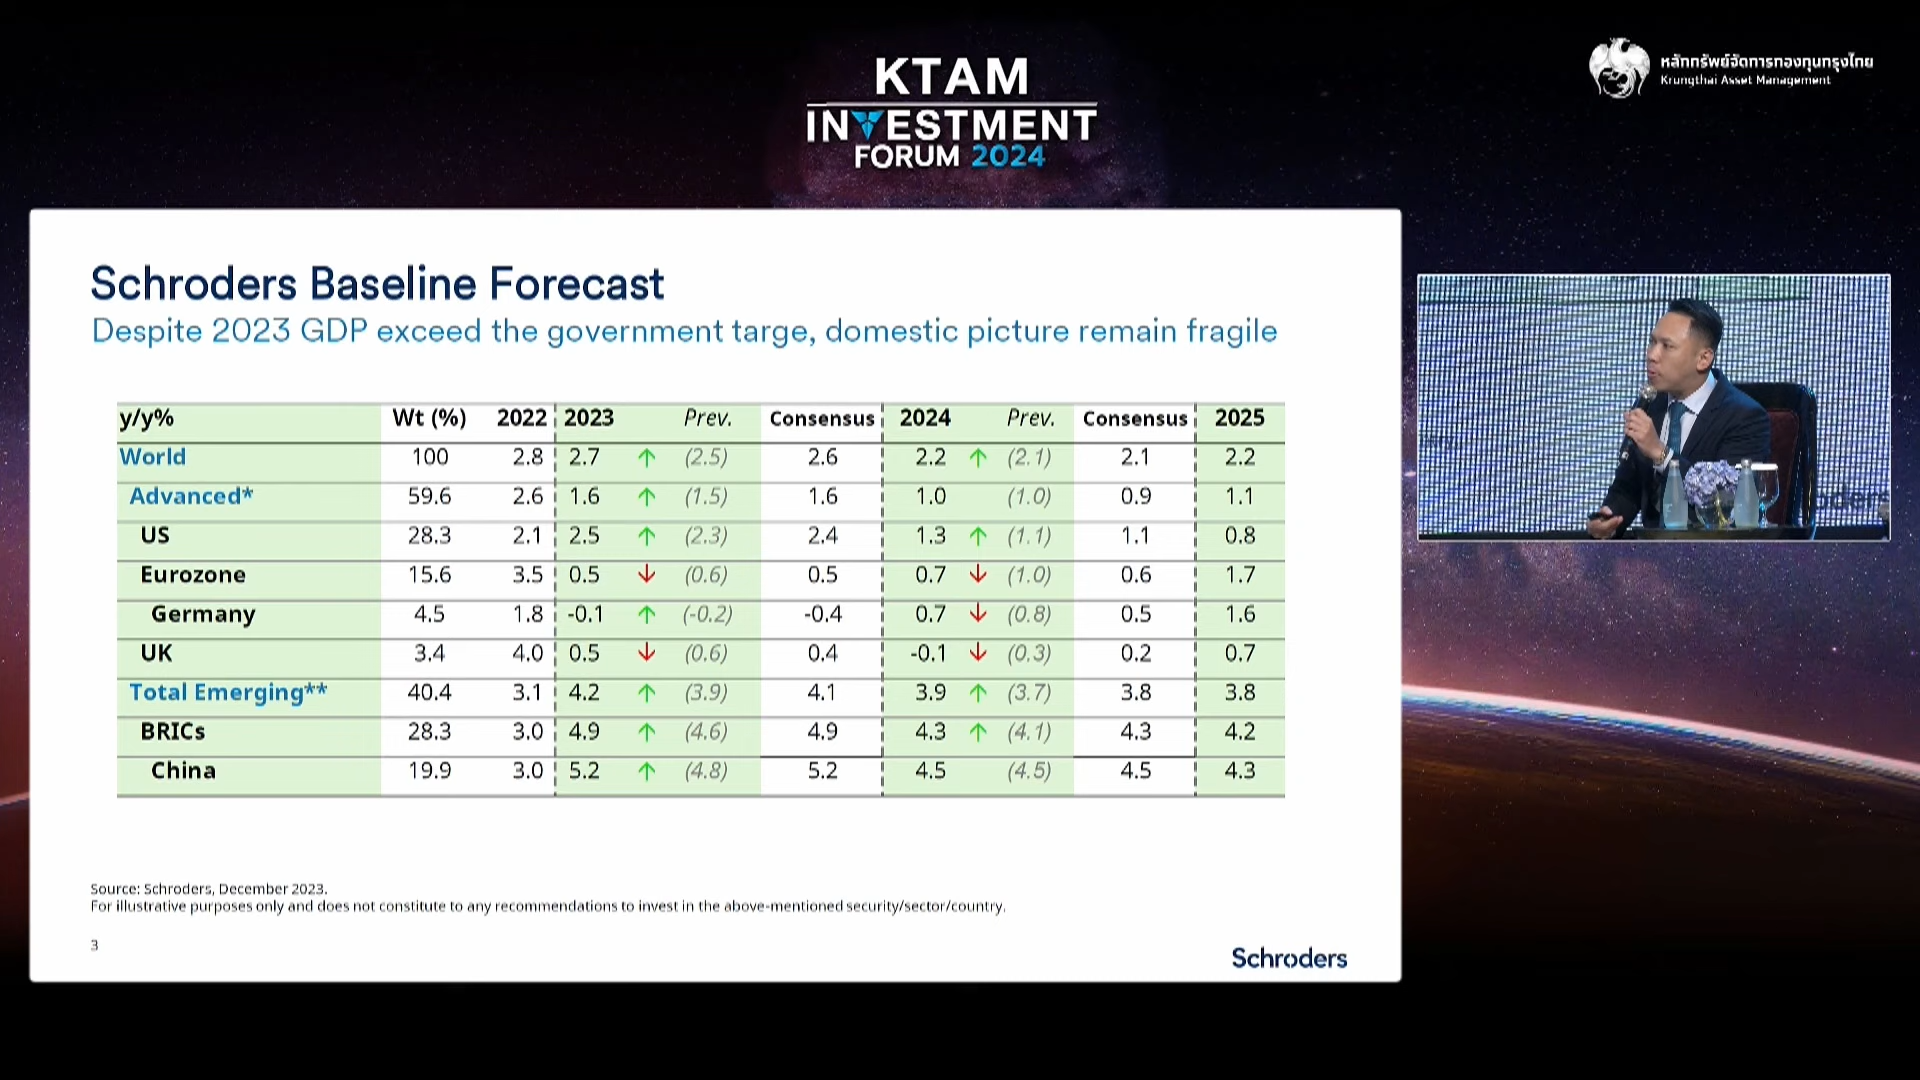 KTAM
INVESTMENT
FORUM 2024
หลักทรัพย์จัดการกองทุนกรุงไทย
Krungthai Asset Management
Schroders Baseline Forecast
Despite 2023 GDP exceed the government targe, domestic picture remain fragile
y/y% Wt (%) 2022 2023 Prev. Consensus 2024 Prev. Consensus 2025
World 100 2.8 2.7 ↑ (2.5) 2.6 2.2 ↑ (2.1) 2.1 2.2
Advanced* 59.6 2.6 1.6 ↑ (1.5) 1.6 1.0 (1.0) 0.9 1.1
US 28.3 2.1 2.5 ↑ (2.3) 2.4 1.3 ↑ (1.1) 1.1 0.8
Eurozone 15.6 3.5 0.5 ↓ (0.6) 0.5 0.7 ↓ (1.0) 0.6 1.7
Germany 4.5 1.8 -0.1 ↑ (-0.2) -0.4 0.7 ↓ (0.8) 0.5 1.6
UK 3.4 4.0 0.5 ↓ (0.6) 0.4 -0.1 ↓ (0.3) 0.2 0.7
Total Emerging** 40.4 3.1 4.2 ↑ (3.9) 4.1 3.9 ↑ (3.7) 3.8 3.8
BRICs 28.3 3.0 4.9 ↑ (4.6) 4.9 4.3 ↑ (4.1) 4.3 4.2
China 19.9 3.0 5.2 ↑ (4.8) 5.2 4.5 (4.5) 4.5 4.3
Source: Schroders, December 2023.
For illustrative purposes only and does not constitute to any recommendations to invest in the above-mentioned security/sector/country.
3
Schroders